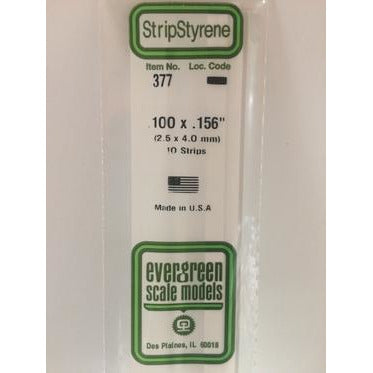 StripStyrene
Item No. Loc. Code
377
.100 x .156"
(2.5 x 4.0 mm)
10 Strips
Made in U.S.A
evergreen
scale models
Des Plaines, IL 60018